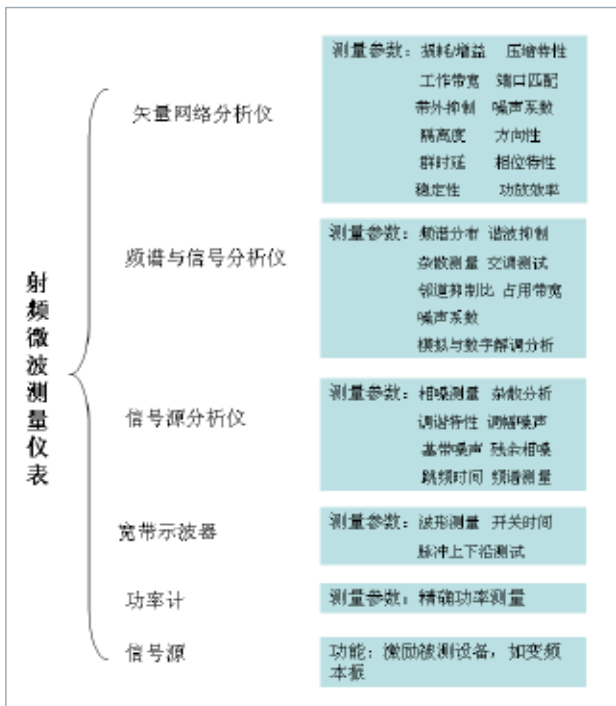 射频微波测量仪表
矢量网络分析仪
测量参数：损耗/增益 压缩特性
工作带宽 端口匹配
带外抑制 噪声系数
隔离度 方向性
群时延 相位特性
稳定性 功放效率
频谱与信号分析仪
测量参数：频谱分布 谐波抑制
杂散测量 交调测试
邻道抑制比 占用带宽
噪声系数
模拟与数字解调分析
信号源分析仪
测量参数：相噪测量 杂散分析
调谐特性 调幅噪声
基带噪声 残余相噪
跳频时间 频谱测量
宽带示波器
测量参数：波形测量 开关时间
脉冲上下沿测试
功率计
测量参数：精确功率测量
信号源
功能：激励被测设备，如变频
本振